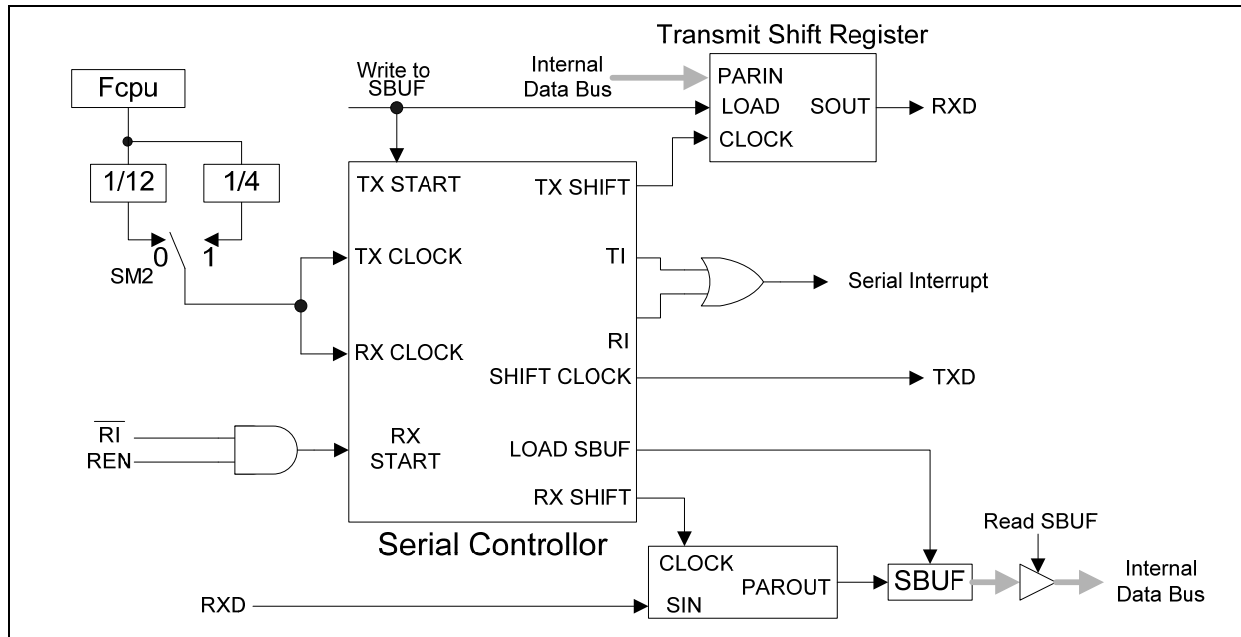 Transmit Shift Register
Fcpu
Write to
SBUF
Internal
Data Bus
PARIN
LOAD
SOUT
RXD
CLOCK
1/12
1/4
TX START
TX SHIFT
0
1
SM2
TX CLOCK
TI
Serial Interrupt
RX CLOCK
RI
SHIFT CLOCK
TXD
RI
REN
RX
START
LOAD SBUF
RX SHIFT
Serial Controllor
Read SBUF
CLOCK
PAROUT
SIN
RXD
SBUF
Internal
Data Bus